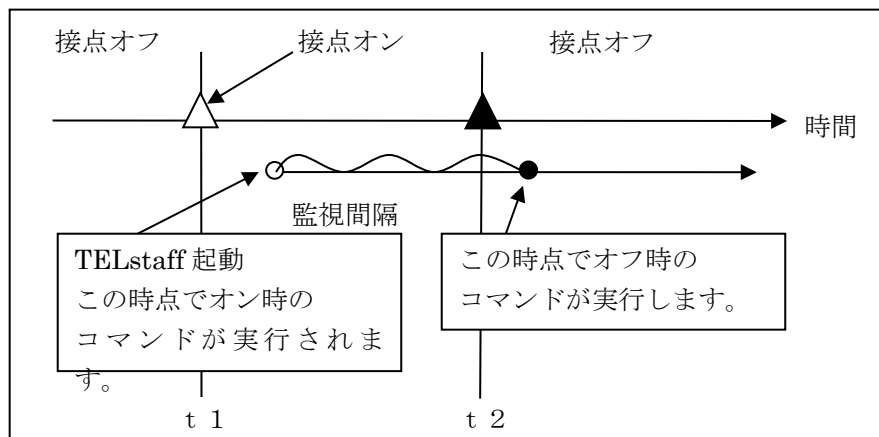 接点オフ
接点オン
接点オフ
時間
監視間隔
TELstaff 起動
この時点でオン時の
コマンドが実行されま
す。
この時点でオフ時の
コマンドが実行します。
ｔ１
ｔ２